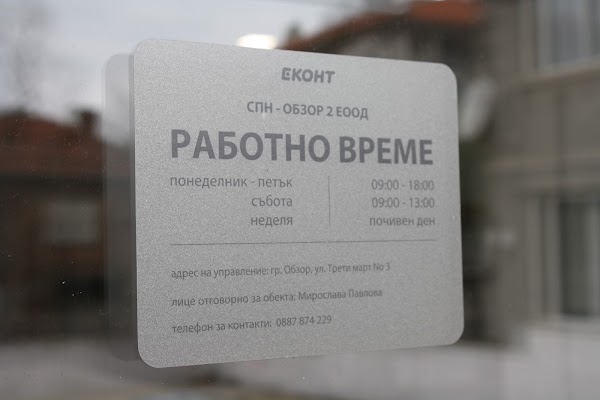 ЕКОНТ
СПН - ОБЗОР 2 ЕООД
РАБОТНО ВРЕМЕ
понеделник - петък 09:00 - 18:00
събота 09:00 - 13:00
неделя почивен ден
адрес на управление: гр. Обзор, ул. Трети март No 3
лице отговорно за обекта: Мирослава Павлова
телефон за контакти: 0887 874 229